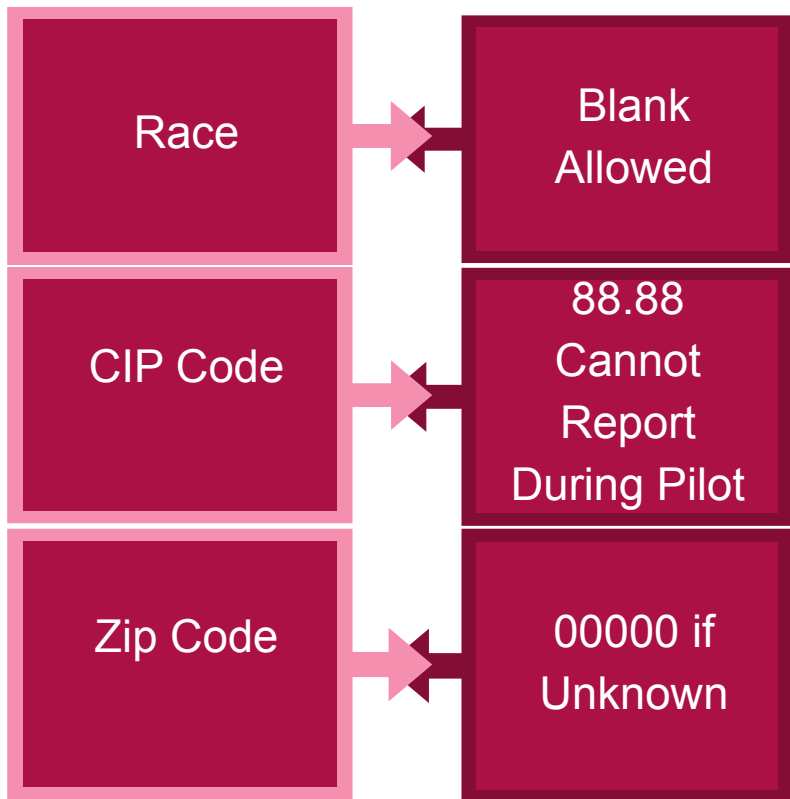 Race
Blank
Allowed
CIP Code
88.88
Cannot
Report
During Pilot
Zip Code
00000 if
Unknown